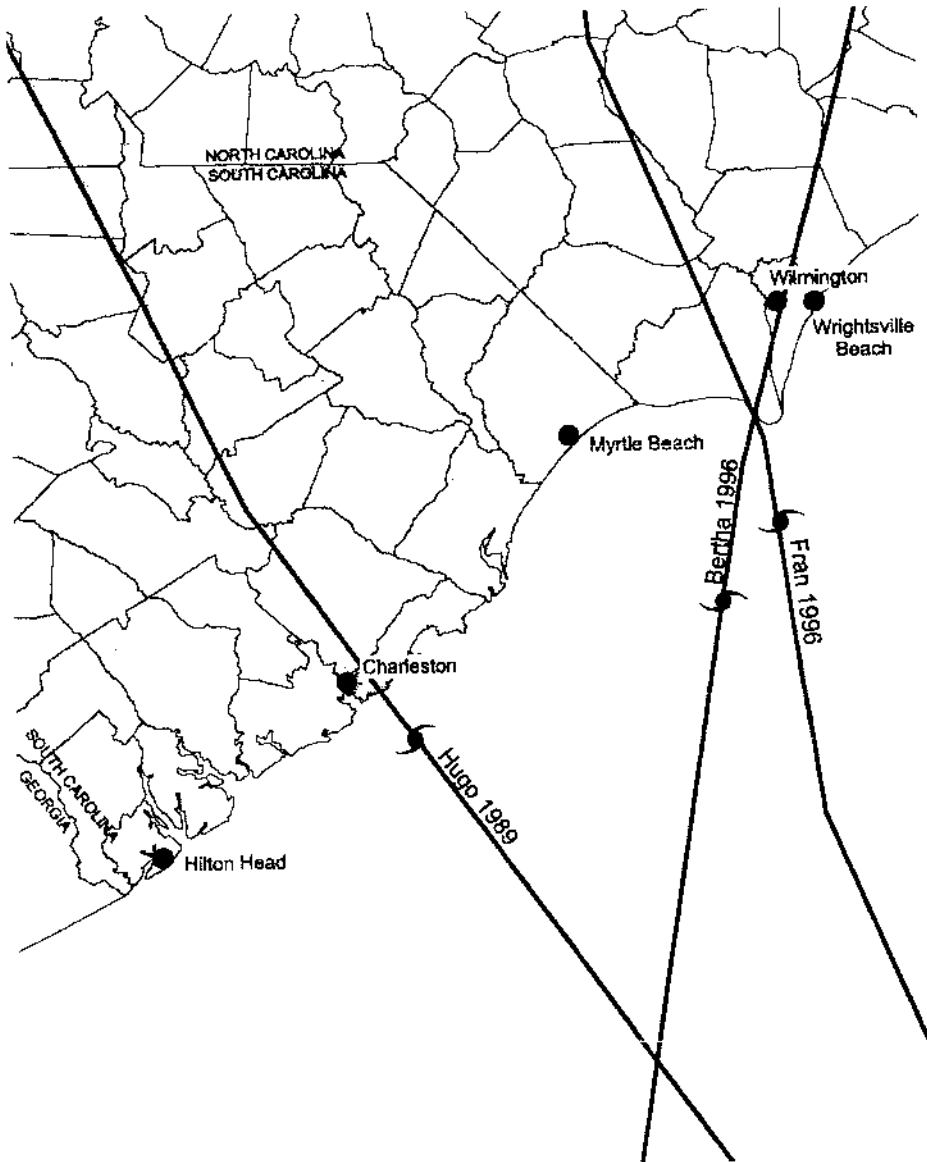 NORTH CAROLINA
SOUTH CAROLINA
Wilmington
Wrightsville
Beach
Myrtle Beach
Bertha 1996
Fran 1996
Charleston
Hugo 1989
SOUTH CAROLINA
GEORGIA
Hilton Head